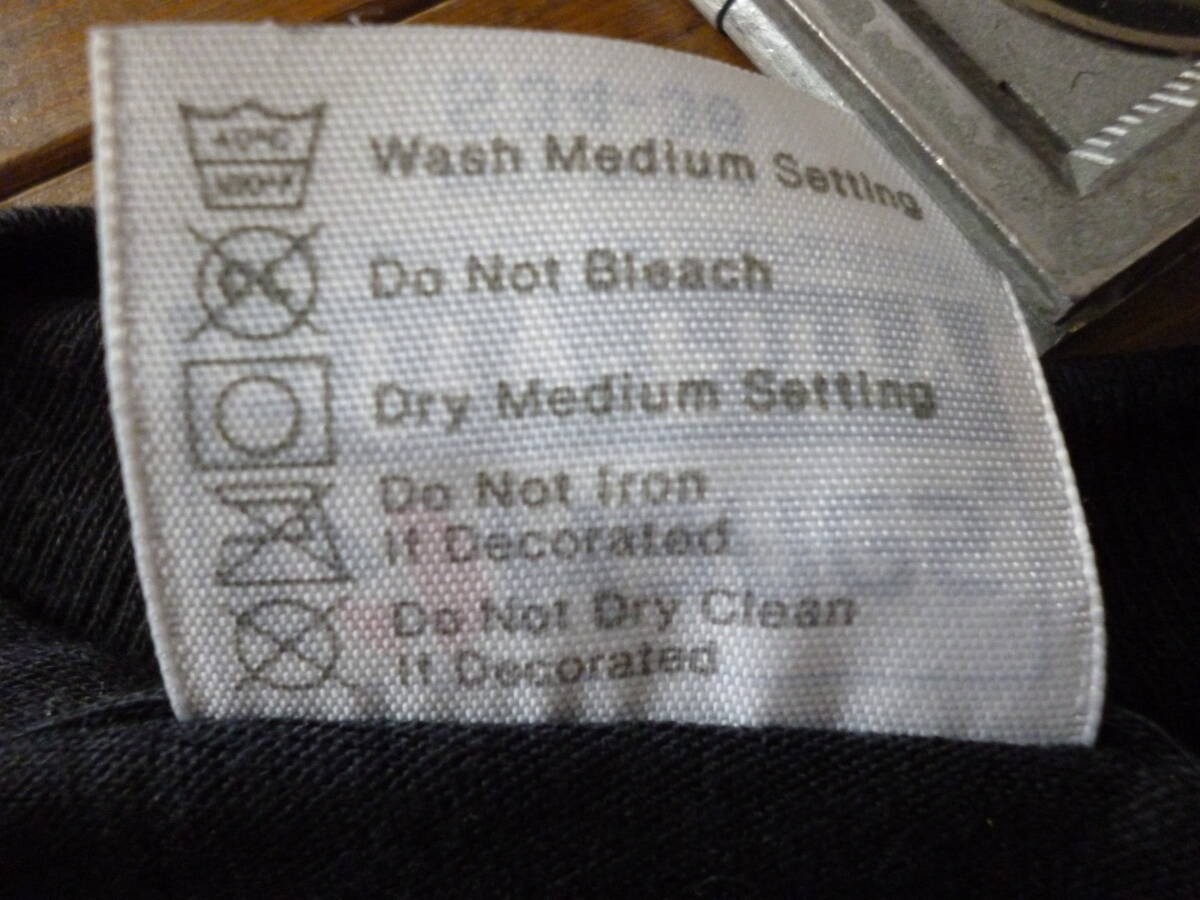 40°C
Wash Medium Setting
Do Not Bleach
Dry Medium Setting
Do Not Iron
If Decorated
Do Not Dry Clean
If Decorated